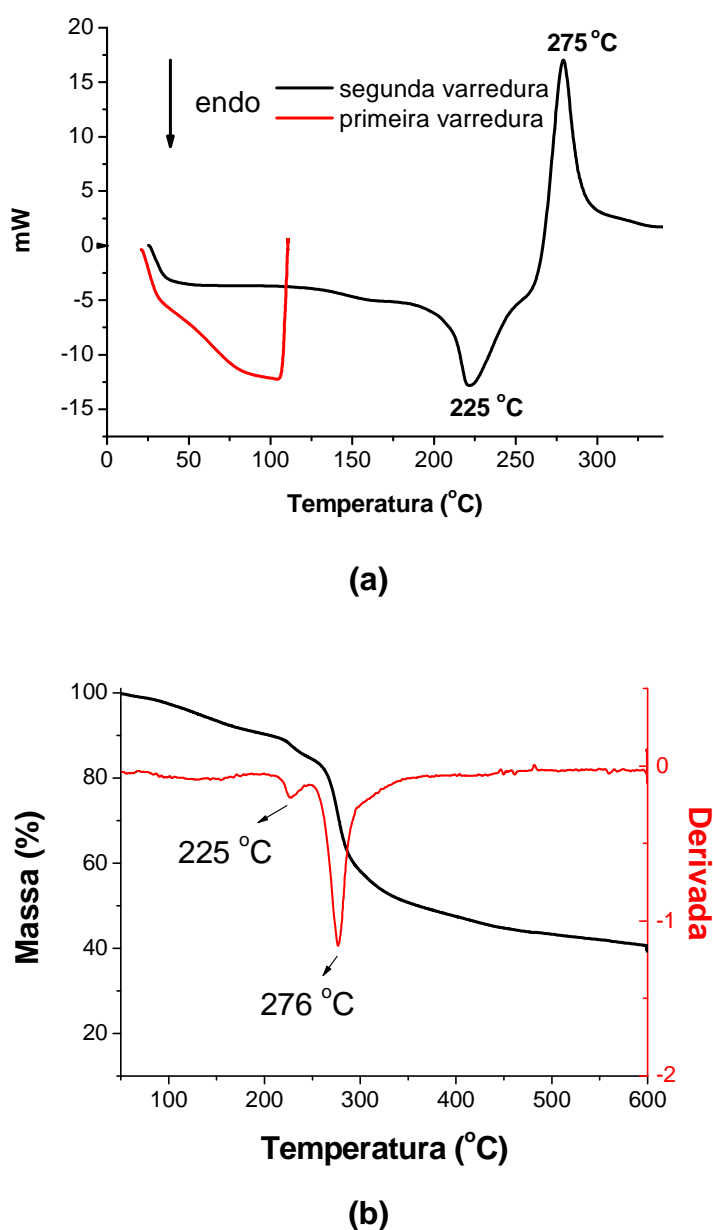 275 °C
endo
segunda varredura
primeira varredura
20
15
10
5
0
-5
-10
-15
mW
225 °C
0 50 100 150 200 250 300
Temperatura (°C)
(a)
100
80
60
40
20
Massa (%)
0
-1
-2
Derivada
225 °C
276 °C
100 200 300 400 500 600
Temperatura (°C)
(b)